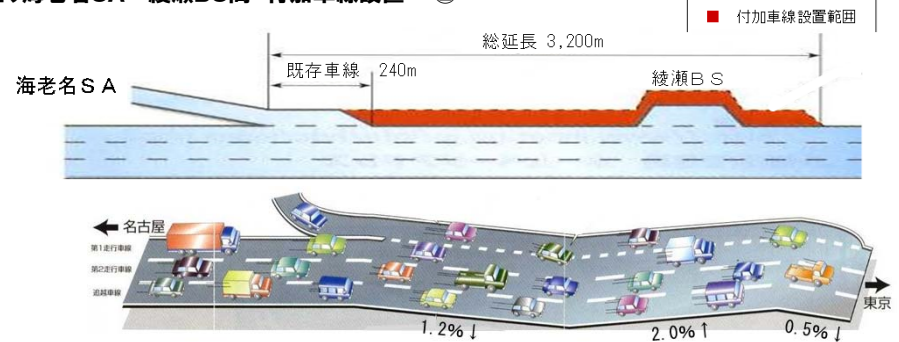 付加車線設置範囲
総延長 3,200m
既存車線 240m
海老名ＳＡ
綾瀬ＢＳ
名古屋
第1走行車線
第2走行車線
追越車線
東京
1.2%↓
2.0%↑
0.5%↓